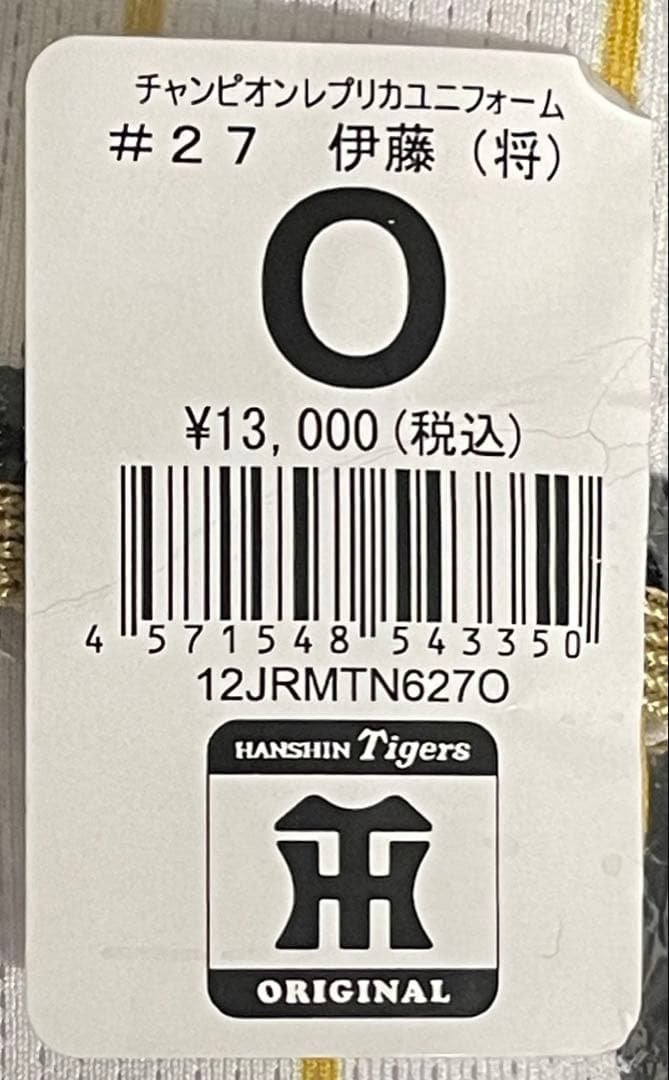 チャンピオンレプリカユニフォーム
#27 伊藤(将)
O
¥13,000(税込)
4 571548 543350
12JRMTN627O
HANSHIN Tigers
ORIGINAL